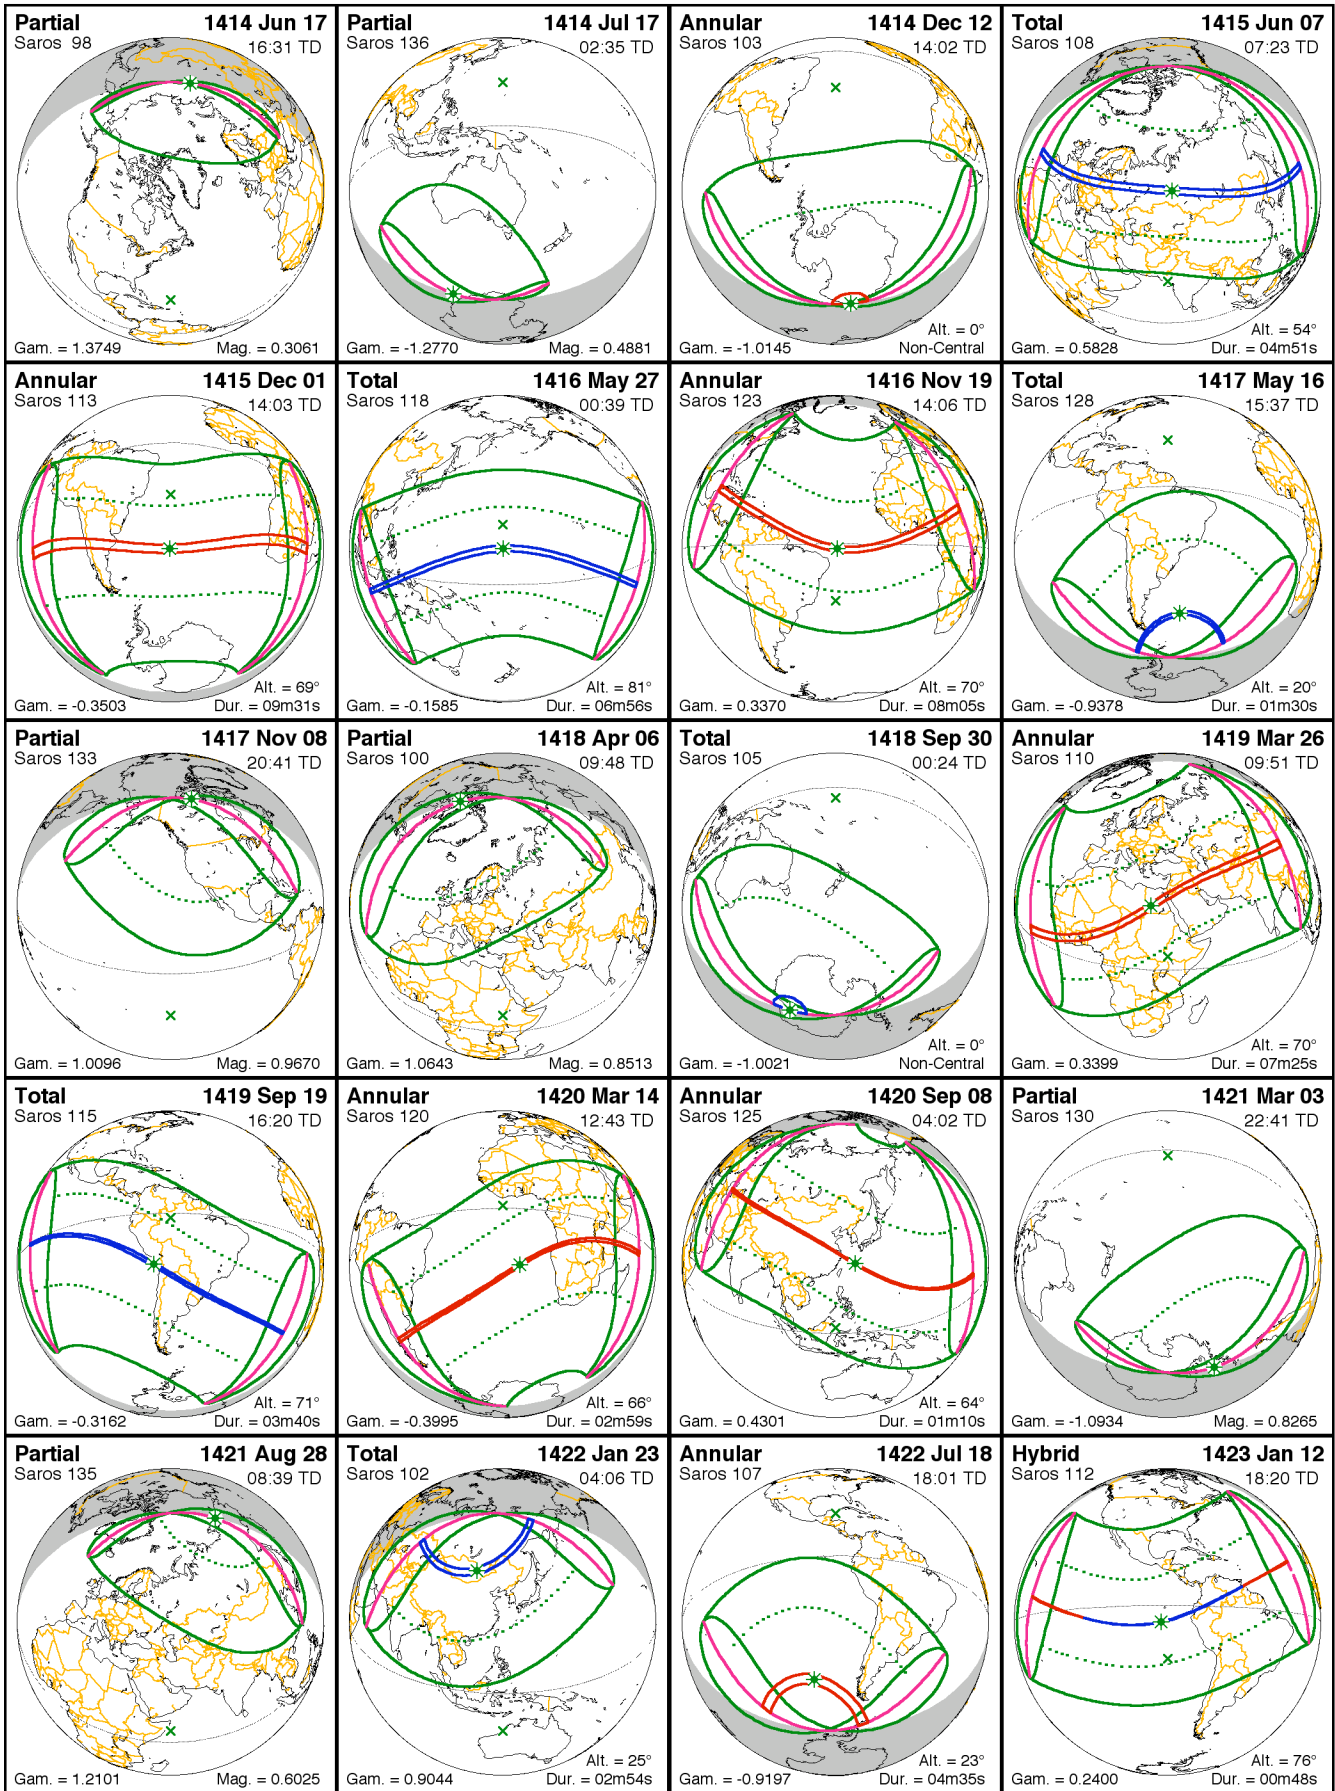 Partial 1414 Jun 17
Saros 98 16:31 TD
Gam. = 1.3749 Mag. = 0.3061
Partial 1414 Jul 17
Saros 136 02:35 TD
Gam. = -1.2770 Mag. = 0.4881
Annular 1414 Dec 12
Saros 103 14:02 TD
Alt. = 0°
Gam. = -1.0145 Non-Central
Total 1415 Jun 07
Saros 108 07:23 TD
Alt. = 54°
Gam. = 0.5828 Dur. = 04m51s
Annular 1415 Dec 01
Saros 113 14:03 TD
Alt. = 69°
Gam. = -0.3503 Dur. = 09m31s
Total 1416 May 27
Saros 118 00:39 TD
Alt. = 81°
Gam. = -0.1585 Dur. = 06m56s
Annular 1416 Nov 19
Saros 123 14:06 TD
Alt. = 70°
Gam. = 0.3370 Dur. = 08m05s
Total 1417 May 16
Saros 128 15:37 TD
Alt. = 20°
Gam. = -0.9378 Dur. = 01m30s
Partial 1417 Nov 08
Saros 133 20:41 TD
Gam. = 1.0096 Mag. = 0.9670
Partial 1418 Apr 06
Saros 100 09:48 TD
Gam. = 1.0643 Mag. = 0.8513
Total 1418 Sep 30
Saros 105 00:24 TD
Alt. = 0°
Gam. = -1.0021 Non-Central
Annular 1419 Mar 26
Saros 110 09:51 TD
Alt. = 70°
Gam. = 0.3399 Dur. = 07m25s
Total 1419 Sep 19
Saros 115 16:20 TD
Alt. = 71°
Gam. = -0.3162 Dur. = 03m40s
Annular 1420 Mar 14
Saros 120 12:43 TD
Alt. = 66°
Gam. = -0.3995 Dur. = 02m59s
Annular 1420 Sep 08
Saros 125 04:02 TD
Alt. = 64°
Gam. = 0.4301 Dur. = 01m10s
Partial 1421 Mar 03
Saros 130 22:41 TD
Gam. = -1.0934 Mag. = 0.8265
Partial 1421 Aug 28
Saros 135 08:39 TD
Gam. = 1.2101 Mag. = 0.6025
Total 1422 Jan 23
Saros 102 04:06 TD
Alt. = 25°
Gam. = 0.9044 Dur. = 02m54s
Annular 1422 Jul 18
Saros 107 18:01 TD
Alt. = 23°
Gam. = -0.9197 Dur. = 04m35s
Hybrid 1423 Jan 12
Saros 112 18:20 TD
Alt. = 76°
Gam. = 0.2400 Dur. = 00m48s